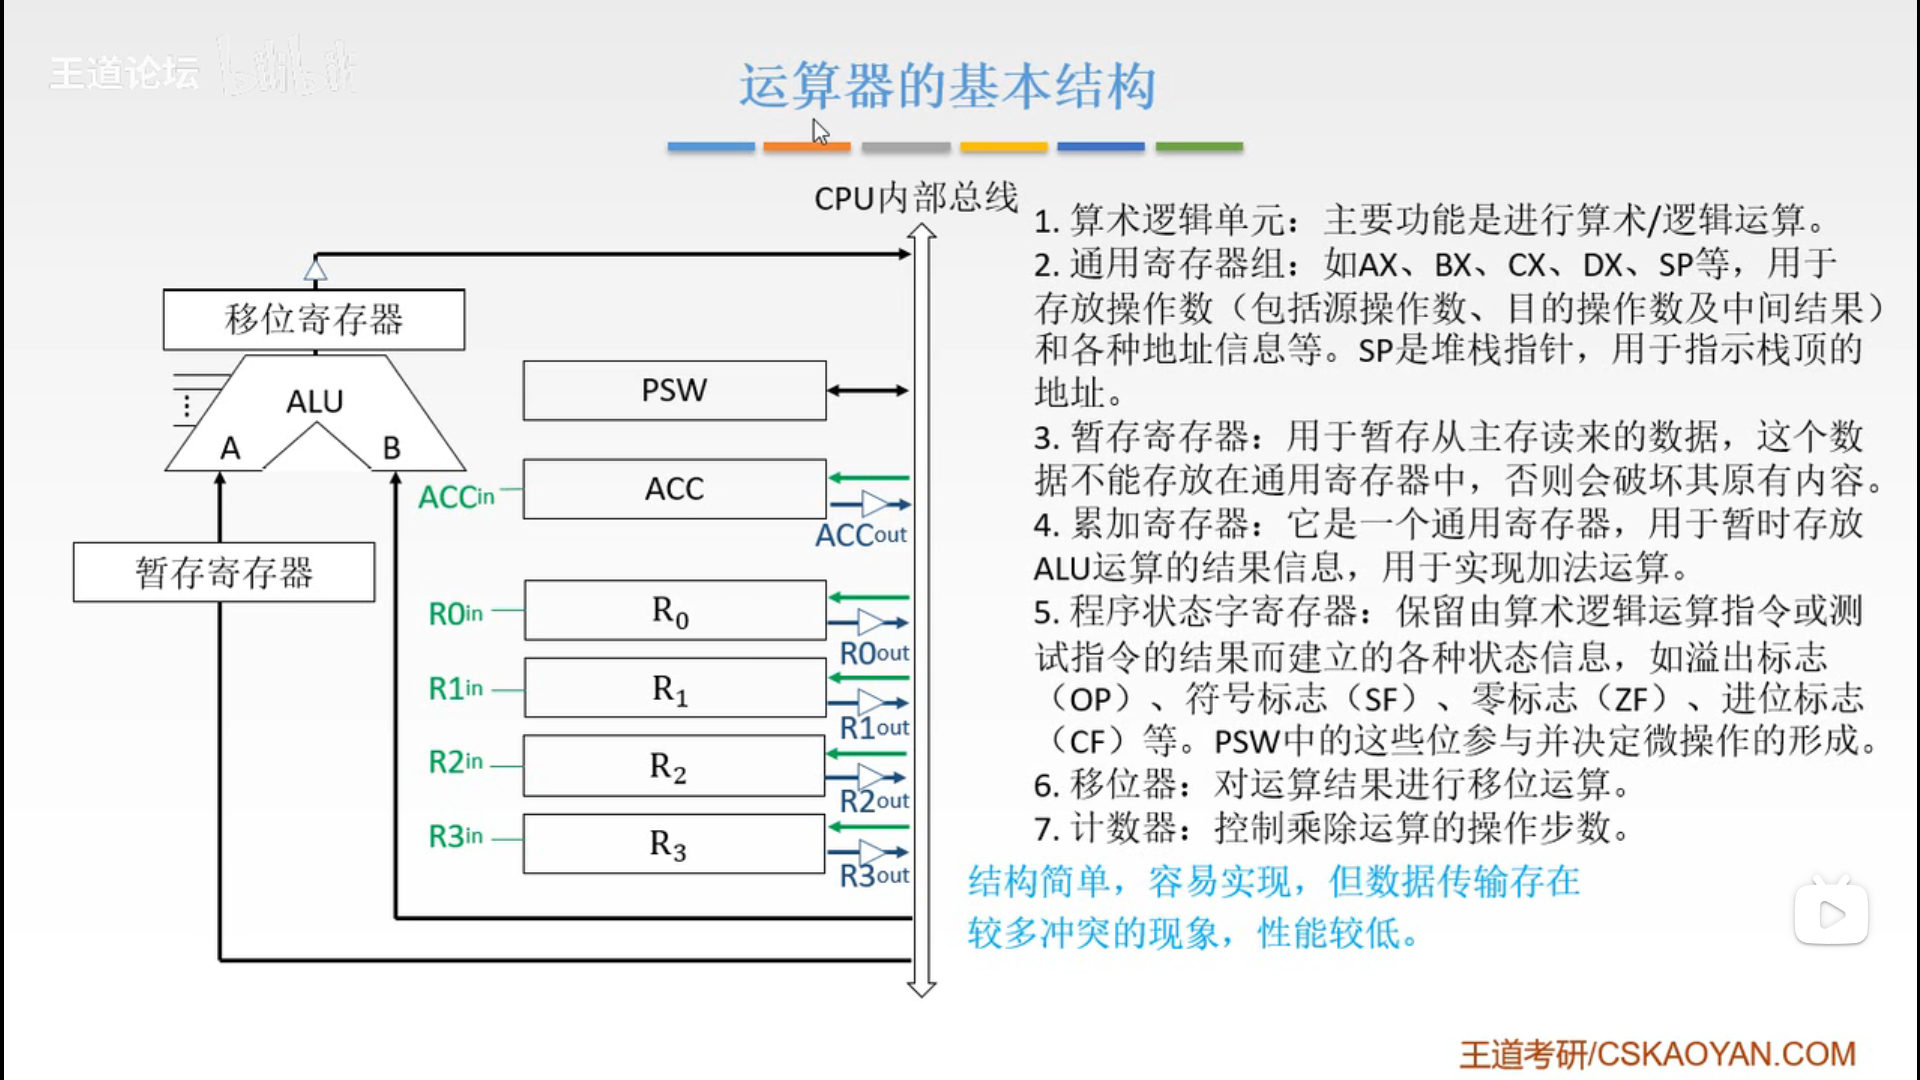 王道论坛 bilibili
运算器的基本结构
CPU内部总线
移位寄存器
ALU
A
B
暂存寄存器
PSW
ACC
ACCin
ACCout
R0
R0in
R0out
R1
R1in
R1out
R2
R2in
R2out
R3
R3in
R3out
1. 算术逻辑单元：主要功能是进行算术/逻辑运算。
2. 通用寄存器组：如AX、BX、CX、DX、SP等，用于
存放操作数（包括源操作数、目的操作数及中间结果）
和各种地址信息等。SP是堆栈指针，用于指示栈顶的
地址。
3. 暂存寄存器：用于暂存从主存读来的数据，这个数
据不能存放在通用寄存器中，否则会破坏其原有内容。
4. 累加寄存器：它是一个通用寄存器，用于暂时存放
ALU运算的结果信息，用于实现加法运算。
5. 程序状态字寄存器：保留由算术逻辑运算指令或测
试指令的结果而建立的各种状态信息，如溢出标志
（OP）、符号标志（SF）、零标志（ZF）、进位标志
（CF）等。PSW中的这些位参与并决定微操作的形成。
6. 移位器：对运算结果进行移位运算。
7. 计数器：控制乘除运算的操作步数。
结构简单，容易实现，但数据传输存在
较多冲突的现象，性能较低。
王道考研/CSKAOYAN.COM